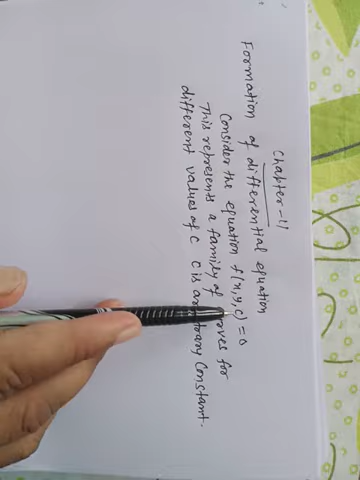 Chapter-4
Formation of differential equation
Consider the equation f(x,y,c) = 0
This represents a family of curves for
different values of c c is arbitrary constant.